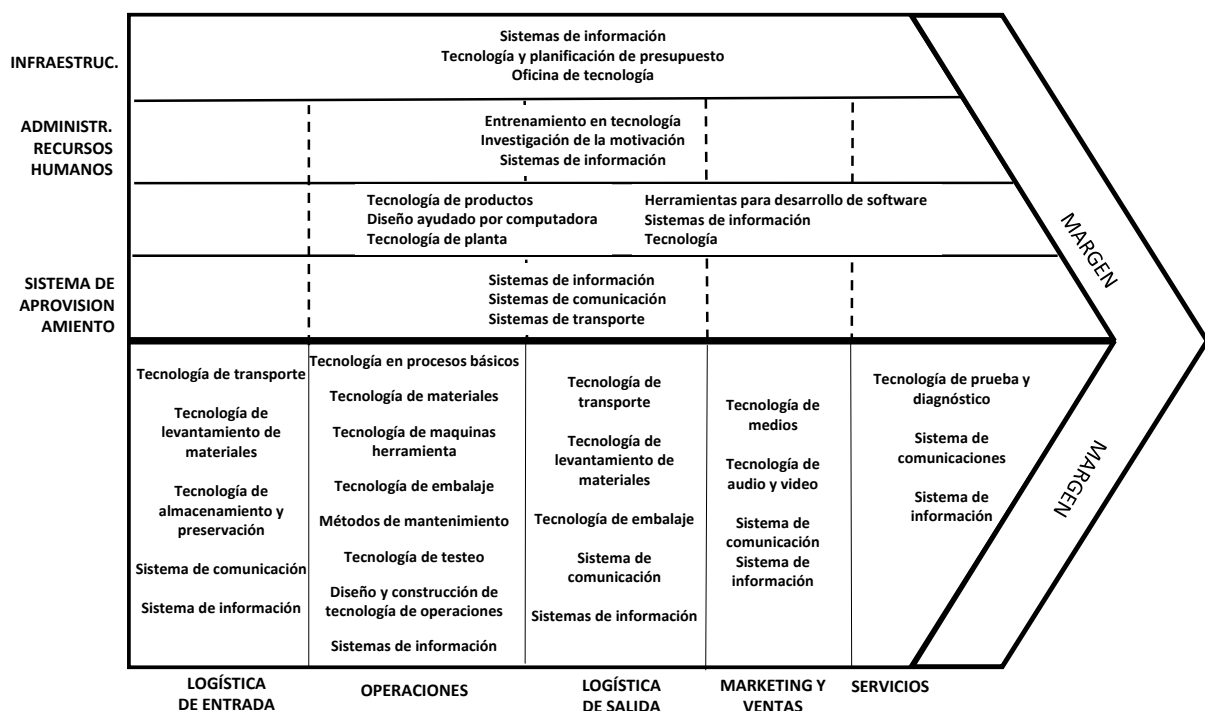 INFRAESTRUC.
Sistemas de información
Tecnología y planificación de presupuesto
Oficina de tecnología
ADMINISTR.
RECURSOS
HUMANOS
Entrenamiento en tecnología
Investigación de la motivación
Sistemas de información
Tecnología de productos
Diseño ayudado por computadora
Tecnología de planta
Herramientas para desarrollo de software
Sistemas de información
Tecnología
SISTEMA DE
APROVISION
AMIENTO
Sistemas de información
Sistemas de comunicación
Sistemas de transporte
MARGEN
MARGEN
Tecnología de transporte
Tecnología de
levantamiento de
materiales
Tecnología de
almacenamiento y
preservación
Sistema de comunicación
Sistema de información
Tecnología en procesos básicos
Tecnología de materiales
Tecnología de maquinas
herramienta
Tecnología de embalaje
Métodos de mantenimiento
Tecnología de testeo
Diseño y construcción de
tecnología de operaciones
Sistemas de información
Tecnología de
transporte
Tecnología de
levantamiento de
materiales
Tecnología de embalaje
Sistema de
comunicación
Sistemas de información
Tecnología de
medios
Tecnología de
audio y video
Sistema de
comunicación
Sistema de
información
Tecnología de prueba y
diagnóstico
Sistema de
comunicaciones
Sistema de
información
LOGÍSTICA
DE ENTRADA
OPERACIONES
LOGÍSTICA
DE SALIDA
MARKETING Y
VENTAS
SERVICIOS